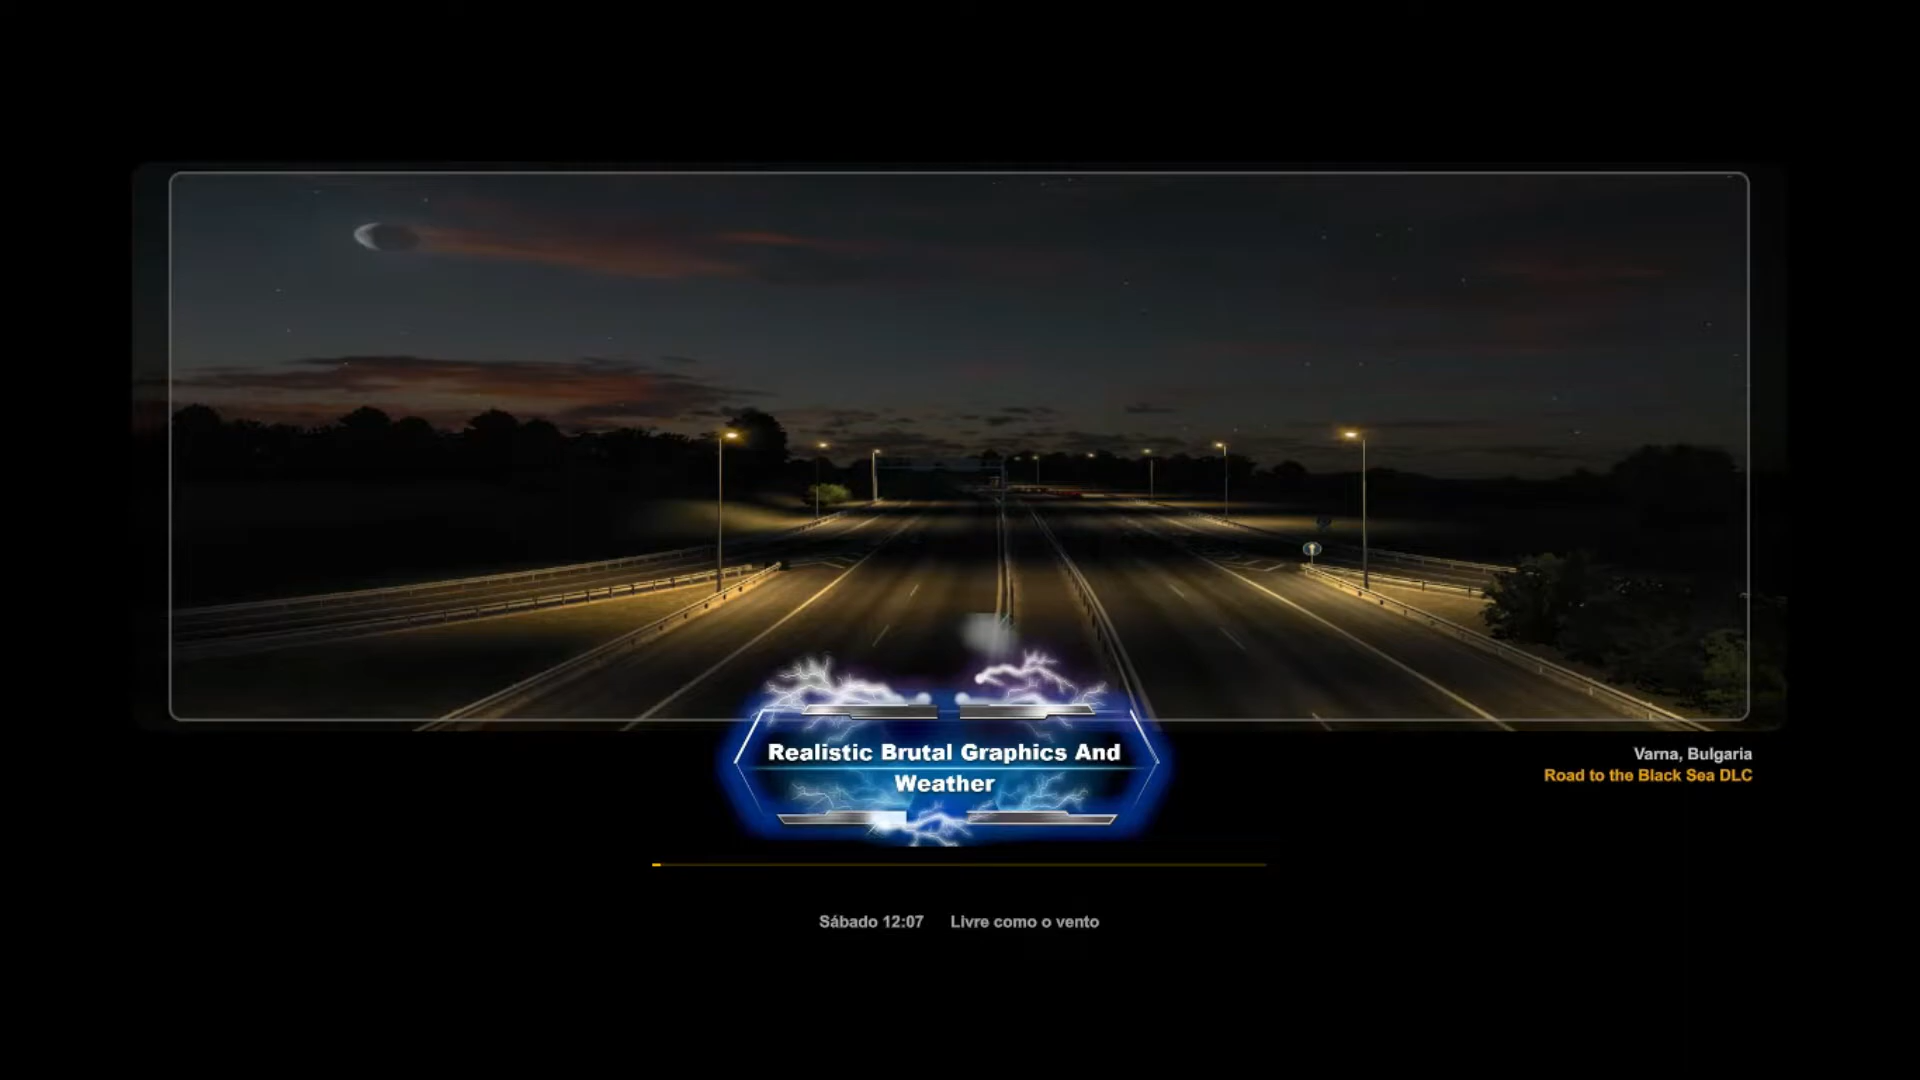 Realistic Brutal Graphics And
Weather
Varna, Bulgaria
Road to the Black Sea DLC
Sábado 12:07 Livre como o vento